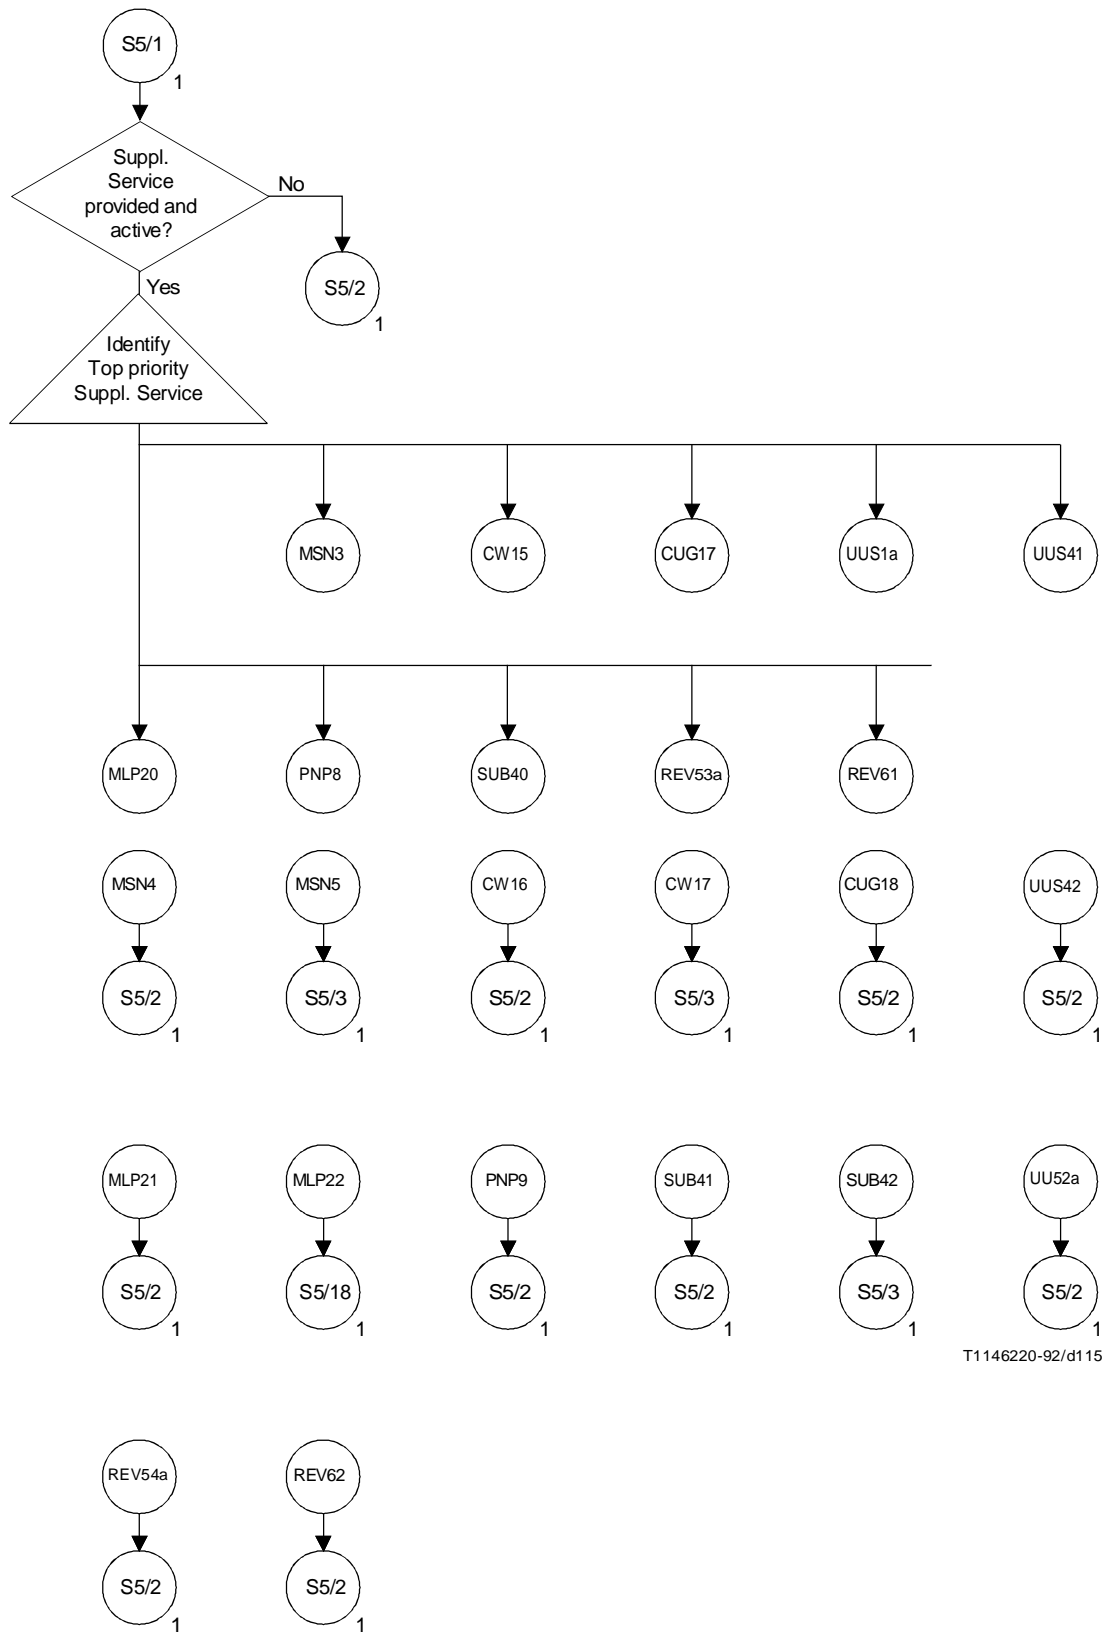 S5/1
1
Suppl.
Service
provided and
active?
No
Yes
S5/2
1
Identify
Top priority
Suppl. Service
MSN3
CW15
CUG17
UUS1a
UUS41
MLP20
PNP8
SUB40
REV53a
REV61
MSN4
MSN5
CW16
CW17
CUG18
UUS42
S5/2
S5/3
S5/2
S5/3
S5/2
S5/2
1
1
1
1
1
1
MLP21
MLP22
PNP9
SUB41
SUB42
UU52a
S5/2
S5/18
S5/2
S5/2
S5/3
S5/2
1
1
1
1
1
1
T1146220-92/d115
REV54a
REV62
S5/2
S5/2
1
1